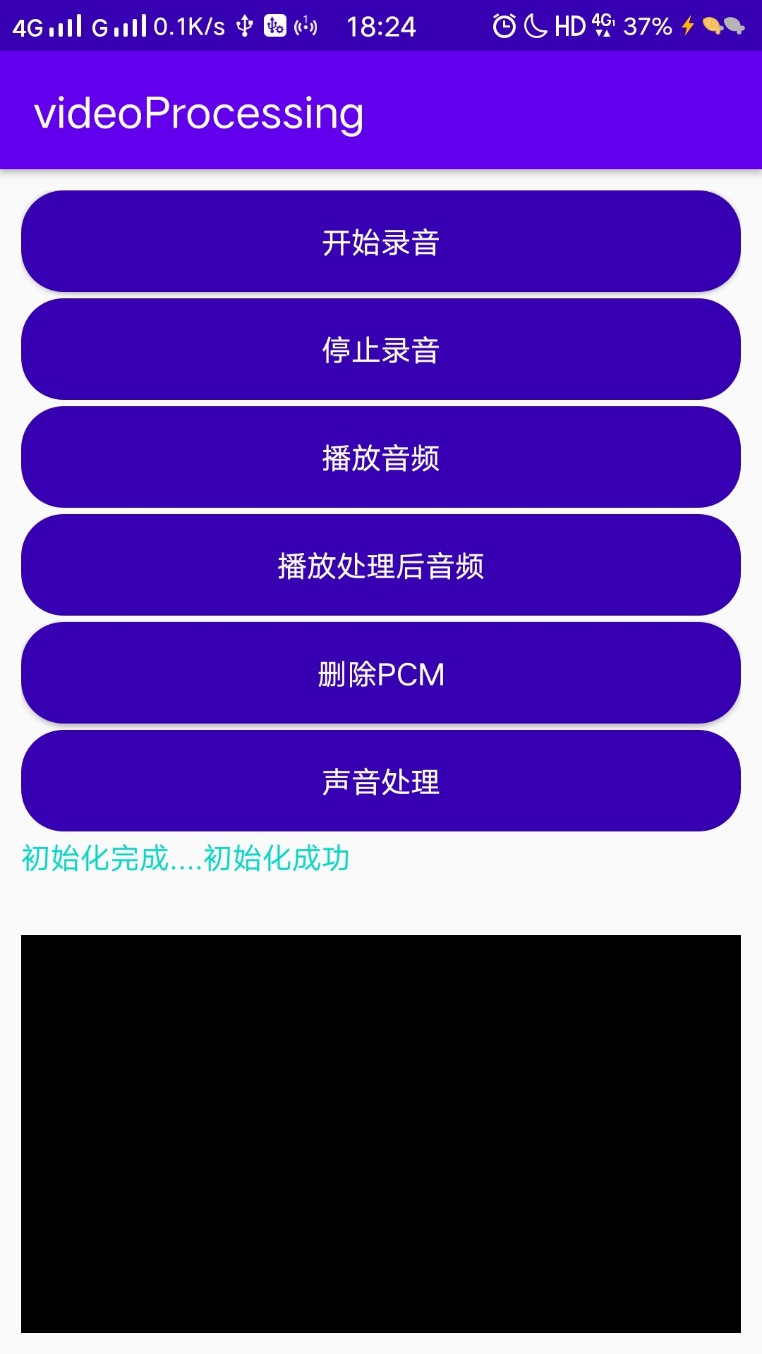 4G G 0.1K/s 18:24 HD 4G 37%
videoProcessing
开始录音
停止录音
播放音频
播放处理后音频
删除PCM
声音处理
初始化完成....初始化成功